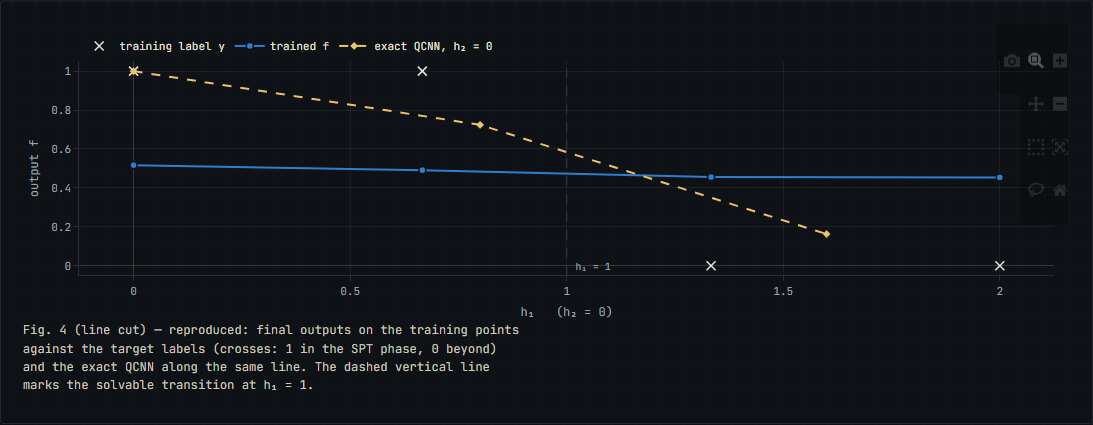 training label y trained f exact QCNN, h₂ = 0
1
0.8
0.6
0.4
0.2
0
output f
h₁ = 1
0 0.5 1 1.5 2
h₁ (h₂ = 0)
Fig. 4 (line cut) — reproduced: final outputs on the training points
against the target labels (crosses: 1 in the SPT phase, 0 beyond)
and the exact QCNN along the same line. The dashed vertical line
marks the solvable transition at h₁ = 1.